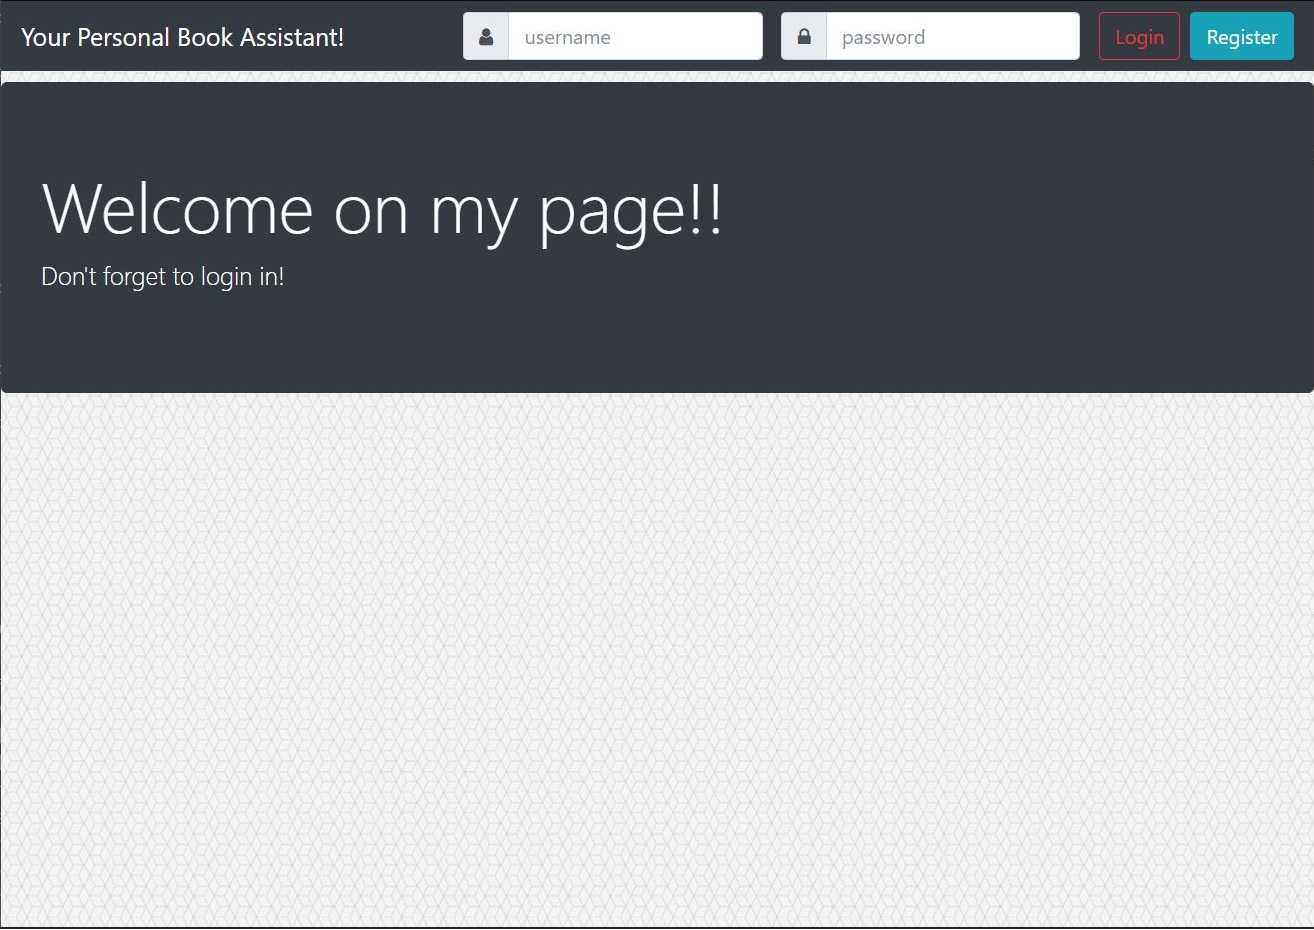 Your Personal Book Assistant! username password Login Register
Welcome on my page!!
Don't forget to login in!